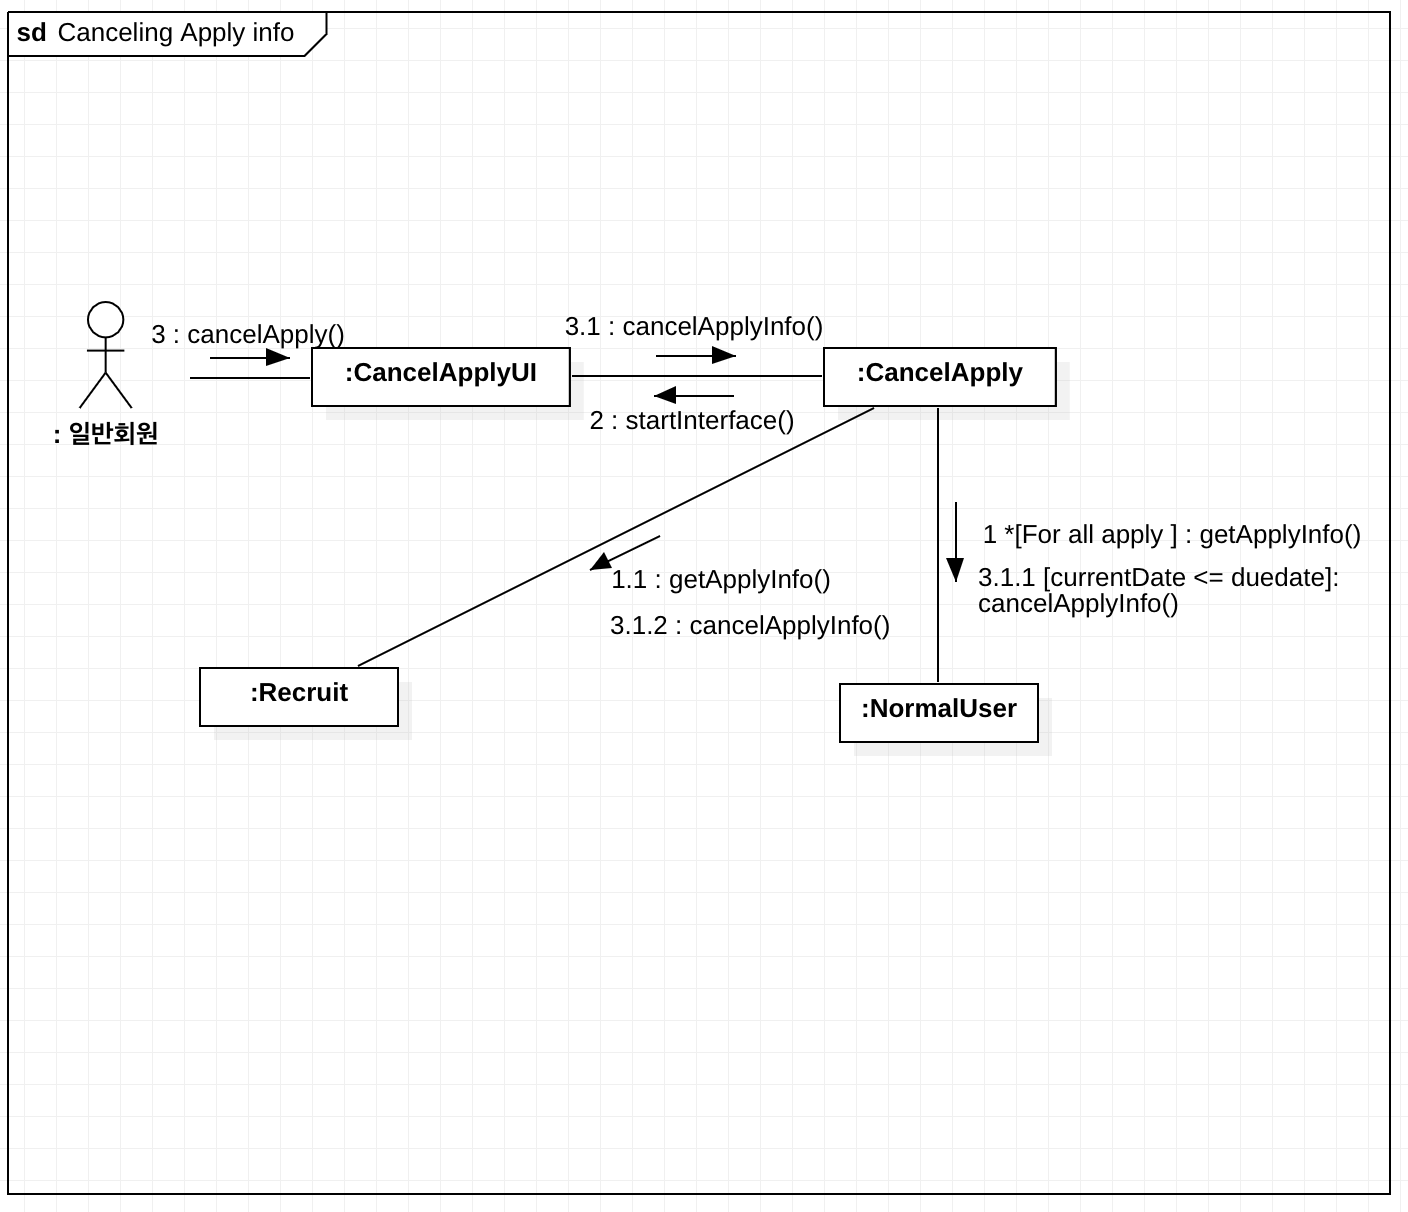 sd Canceling Apply info
3 : cancelApply()
3.1 : cancelApplyInfo()
:CancelApplyUI
:CancelApply
2 : startInterface()
: 일반회원
1 *[For all apply ] : getApplyInfo()
1.1 : getApplyInfo()
3.1.1 [currentDate <= duedate]:
cancelApplyInfo()
3.1.2 : cancelApplyInfo()
:Recruit
:NormalUser